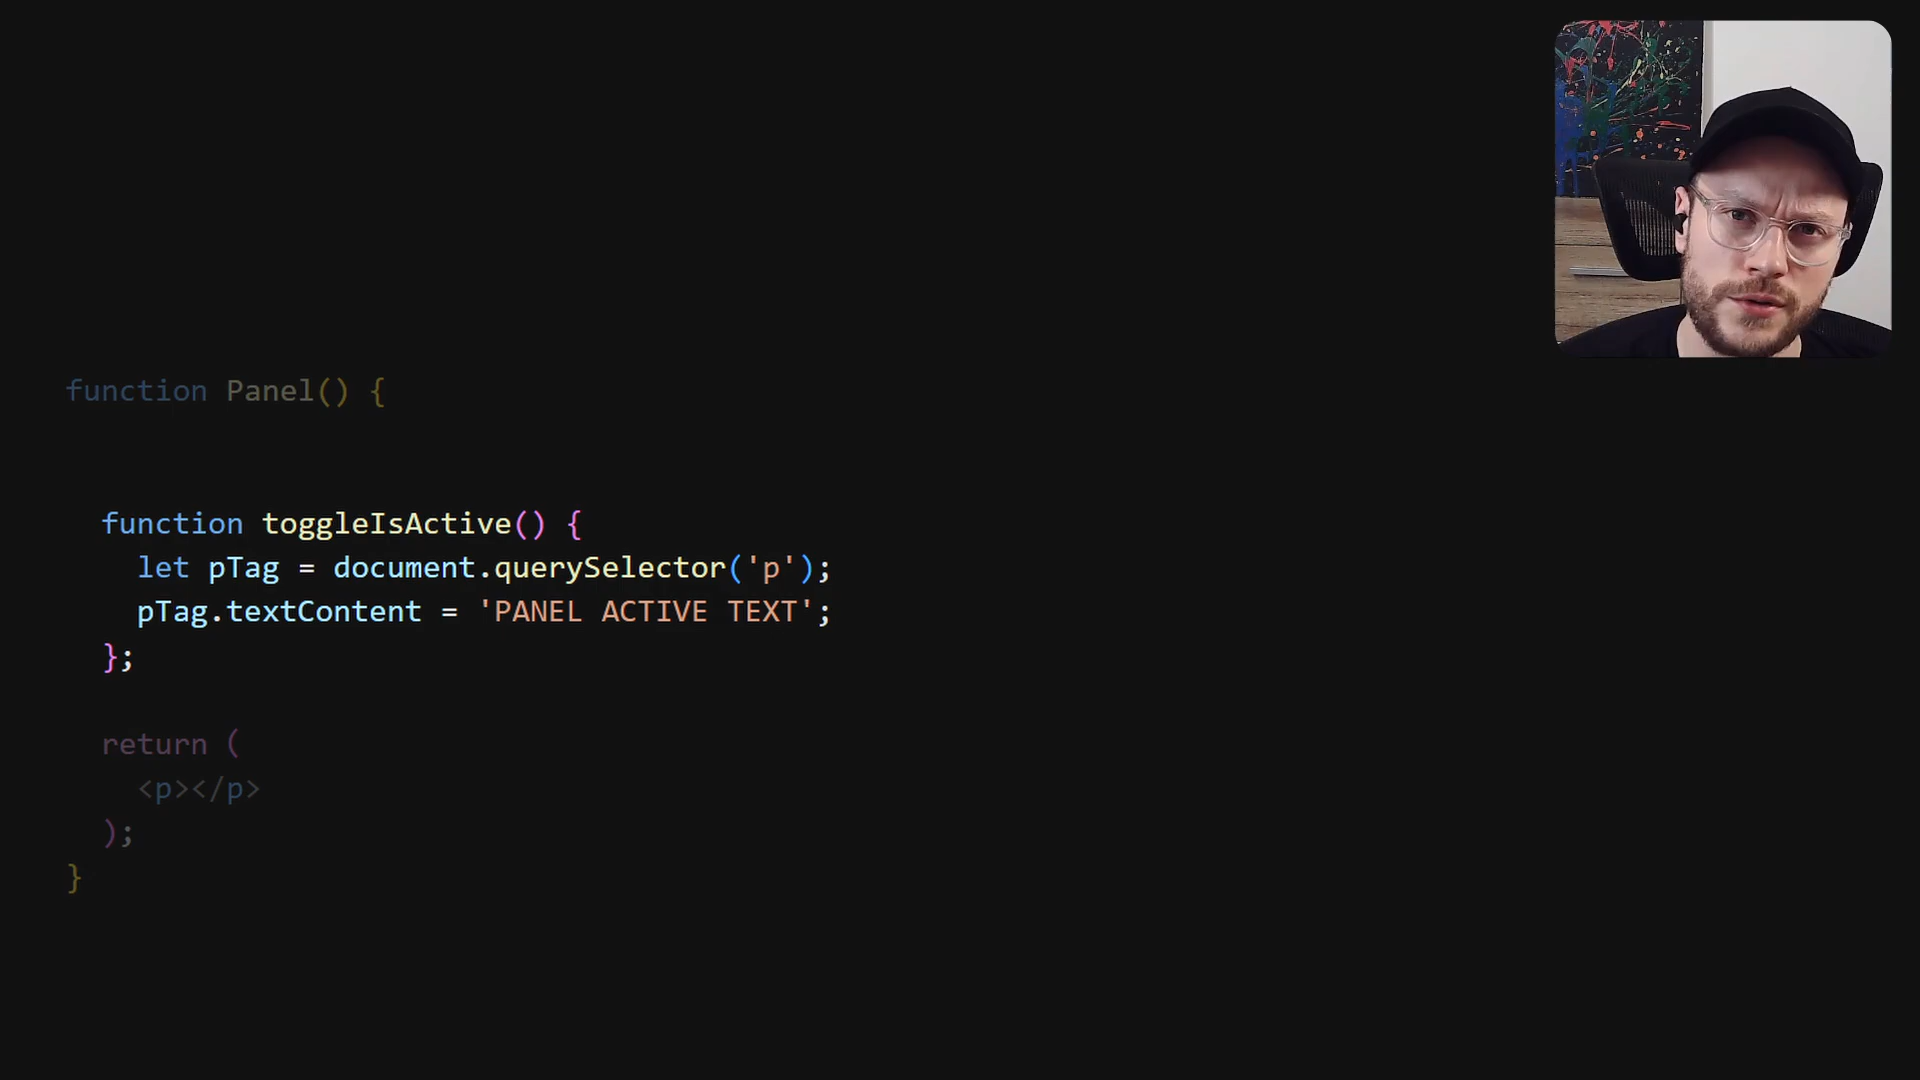 function Panel() {
function toggleIsActive() {
let pTag = document.querySelector('p');
pTag.textContent = 'PANEL ACTIVE TEXT';
};
return (
<p></p>
);
}